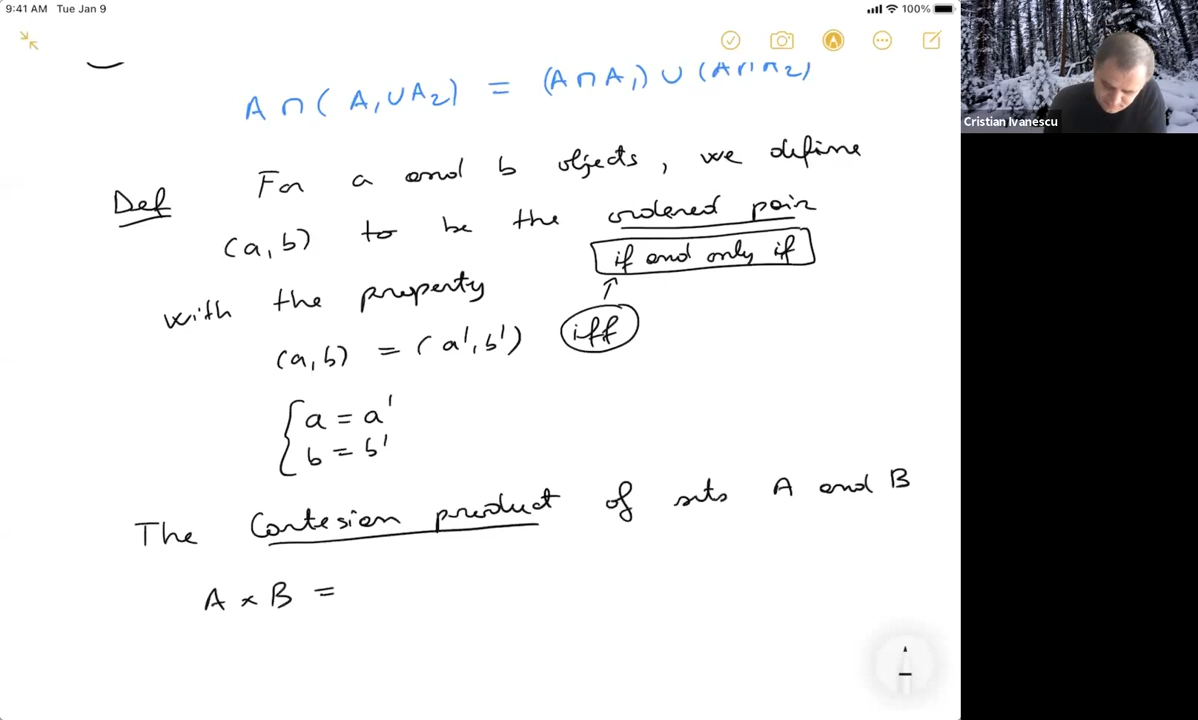 9:41 AM Tue Jan 9
100%
A ∩ ( A₁ ∪ A₂) = (A ∩ A₁) ∪ (A ∩ A₂)
Def For a and b objects, we define
(a, b) to be the ordered pair
if and only if
with the property
(a, b) = (a', b') iff
{ a = a'
b = b'
The Cartesian product of sets A and B
A × B =
Cristian Ivanescu